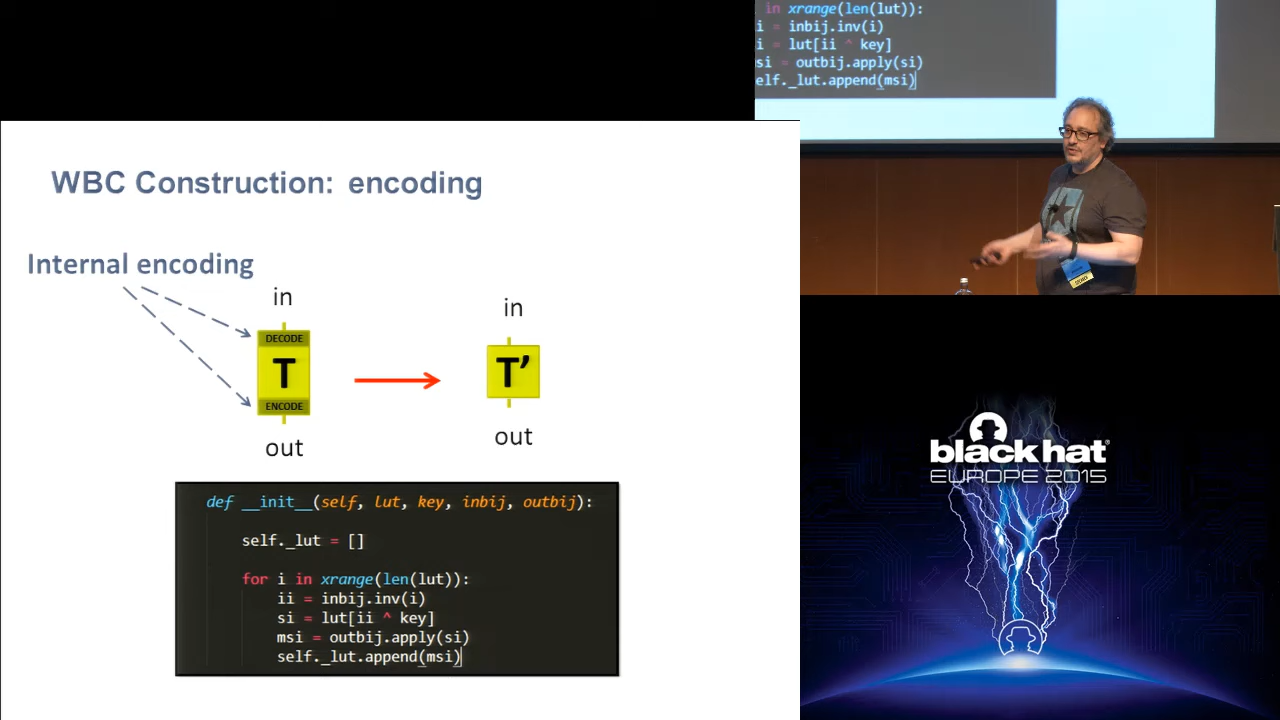 in xrange(len(lut)):
i = inbij.inv(i)
i = lut[ii ^ key]
si = outbij.apply(si)
elf._lut.append(msi)
WBC Construction: encoding
Internal encoding
in
DECODE
T
ENCODE
out
in
T’
out
def __init__(self, lut, key, inbij, outbij):
self._lut = []
for i in xrange(len(lut)):
ii = inbij.inv(i)
si = lut[ii ^ key]
msi = outbij.apply(si)
self._lut.append(msi)
black hat®
EUROPE 2015